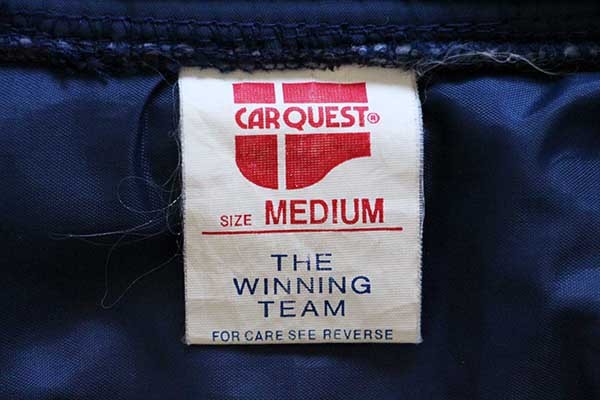 CARQUEST®
SIZE MEDIUM
THE
WINNING
TEAM
FOR CARE SEE REVERSE